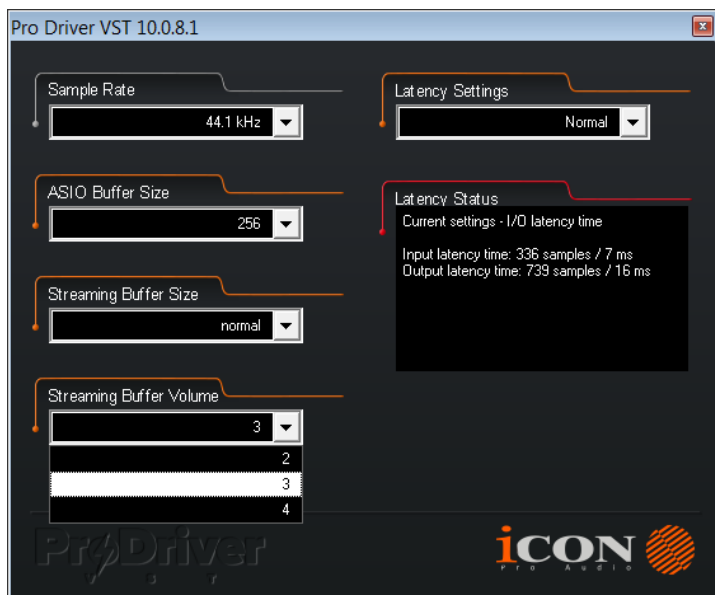 Pro Driver VST 10.0.8.1
x
Sample Rate
44.1 kHz
ASIO Buffer Size
256
Streaming Buffer Size
normal
Streaming Buffer Volume
3
2
3
4
Latency Settings
Normal
Latency Status
Current settings - I/O latency time
Input latency time: 336 samples / 7 ms
Output latency time: 739 samples / 16 ms
ProDriver
VST
iCON
Pro Audio